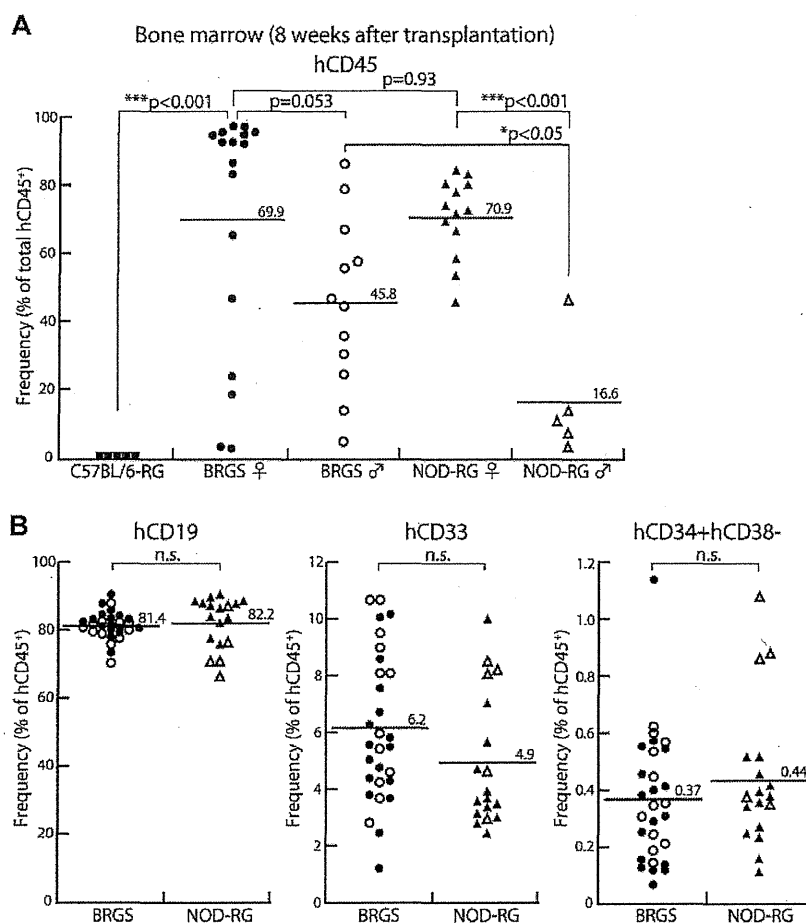 A
Bone marrow (8 weeks after transplantation)
hCD45
p=0.93
***p<0.001
p=0.053
***p<0.001
*p<0.05
Frequency (% of total hCD45⁺)
100
80
60
40
20
0
69.9
45.8
70.9
16.6
C57BL/6-RG
BRGS ♀
BRGS ♂
NOD-RG ♀
NOD-RG ♂
B
hCD19
n.s.
Frequency (% of hCD45⁺)
100
80
60
40
20
0
81.4
82.2
BRGS
NOD-RG
hCD33
n.s.
Frequency (% of hCD45⁺)
12
10
8
6
4
2
0
6.2
4.9
BRGS
NOD-RG
hCD34+hCD38-
n.s.
Frequency (% of hCD45⁺)
1.2
1.0
0.8
0.6
0.4
0.2
0
0.37
0.44
BRGS
NOD-RG